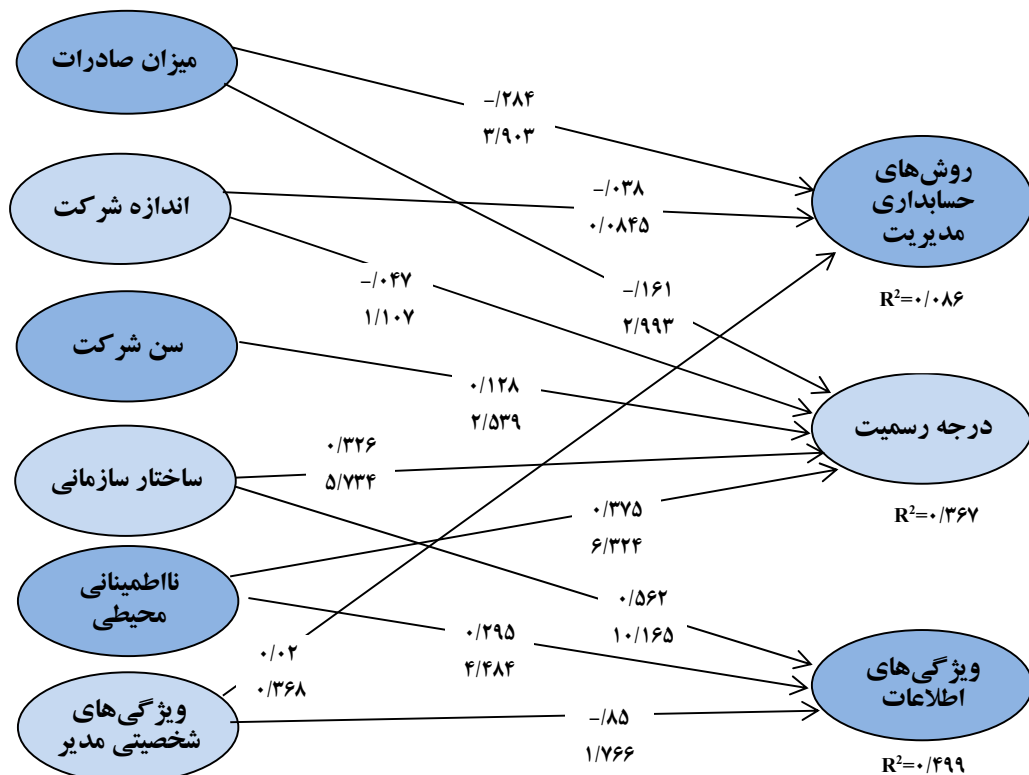 میزان صادرات
–/۲۸۴
۳/۹۰۳
روش‌های
حسابداری
مدیریت
R²=۰/۰۸۶
اندازه شرکت
–/۰۳۸
۰/۰۸۴۵
–/۰۴۷
۱/۱۰۷
–/۱۶۱
۲/۹۹۳
سن شرکت
۰/۱۲۸
۲/۵۳۹
درجه رسمیت
R²=۰/۳۶۷
ساختار سازمانی
۰/۳۲۶
۵/۷۳۴
۰/۳۷۵
۶/۳۲۴
نااطمینانی
محیطی
۰/۵۶۲
۱۰/۱۶۵
۰/۲۹۵
۴/۴۸۴
۰/۰۲
۰/۳۶۸
ویژگی‌های
اطلاعات
R²=۰/۴۹۹
ویژگی‌های
شخصیتی مدیر
–/۸۵
۱/۷۶۶